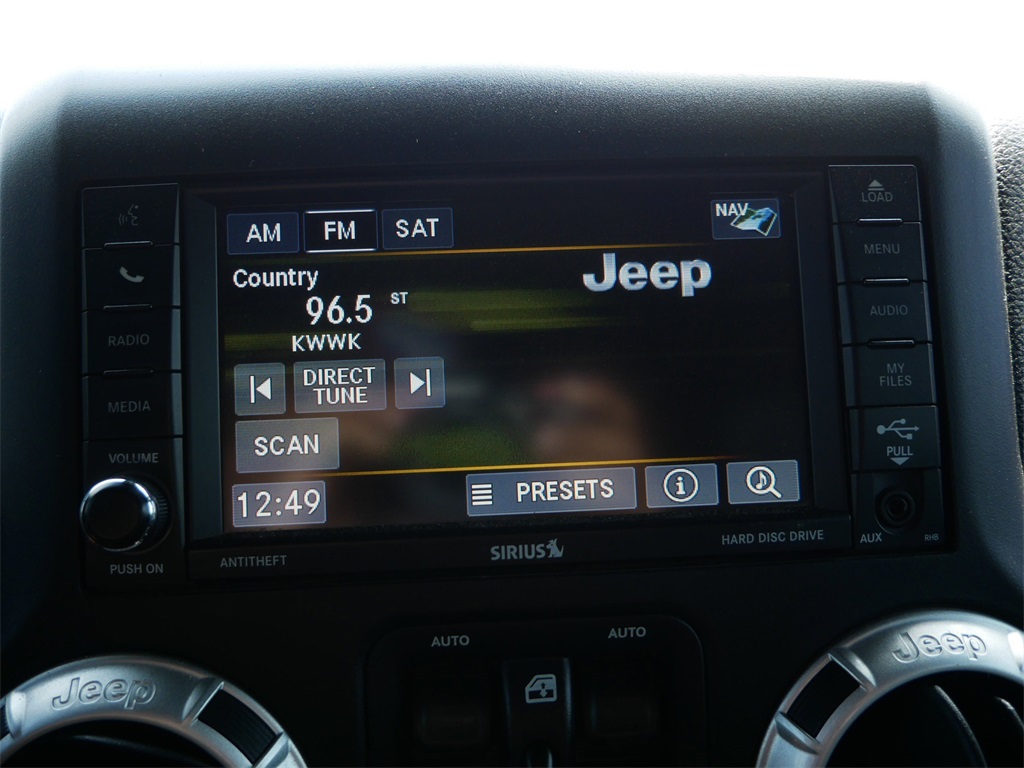 LOAD
AM FM SAT
NAV
MENU
Country
Jeep
96.5 ST
AUDIO
KWWK
RADIO
DIRECT
TUNE
MY
FILES
MEDIA
SCAN
PULL
VOLUME
12:49
PRESETS
PUSH ON
ANTITHEFT
SIRIUS
HARD DISC DRIVE
AUX
RHB
AUTO
AUTO
Jeep
Jeep